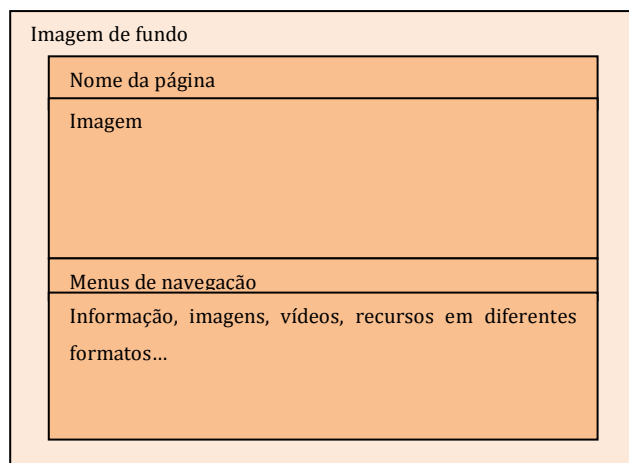 Imagem de fundo
Nome da página
Imagem
Menus de navegação
Informação, imagens, vídeos, recursos em diferentes
formatos…